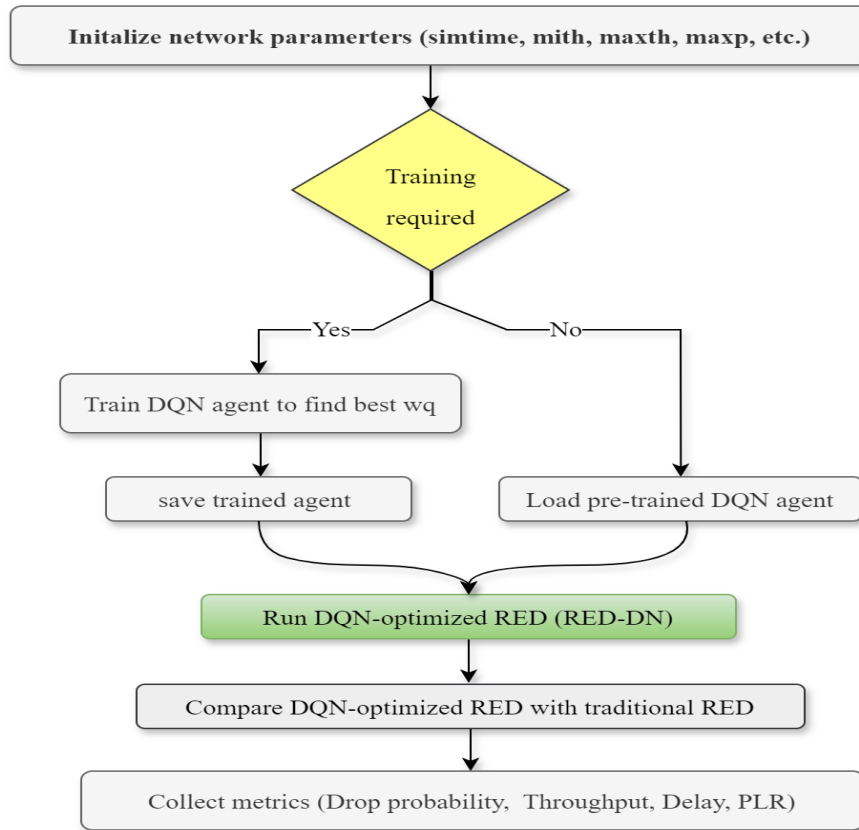 Initalize network paramerters (simtime, mith, maxth, maxp, etc.)
Training
required
Yes
No
Train DQN agent to find best wq
save trained agent
Load pre-trained DQN agent
Run DQN-optimized RED (RED-DN)
Compare DQN-optimized RED with traditional RED
Collect metrics (Drop probability, Throughput, Delay, PLR)